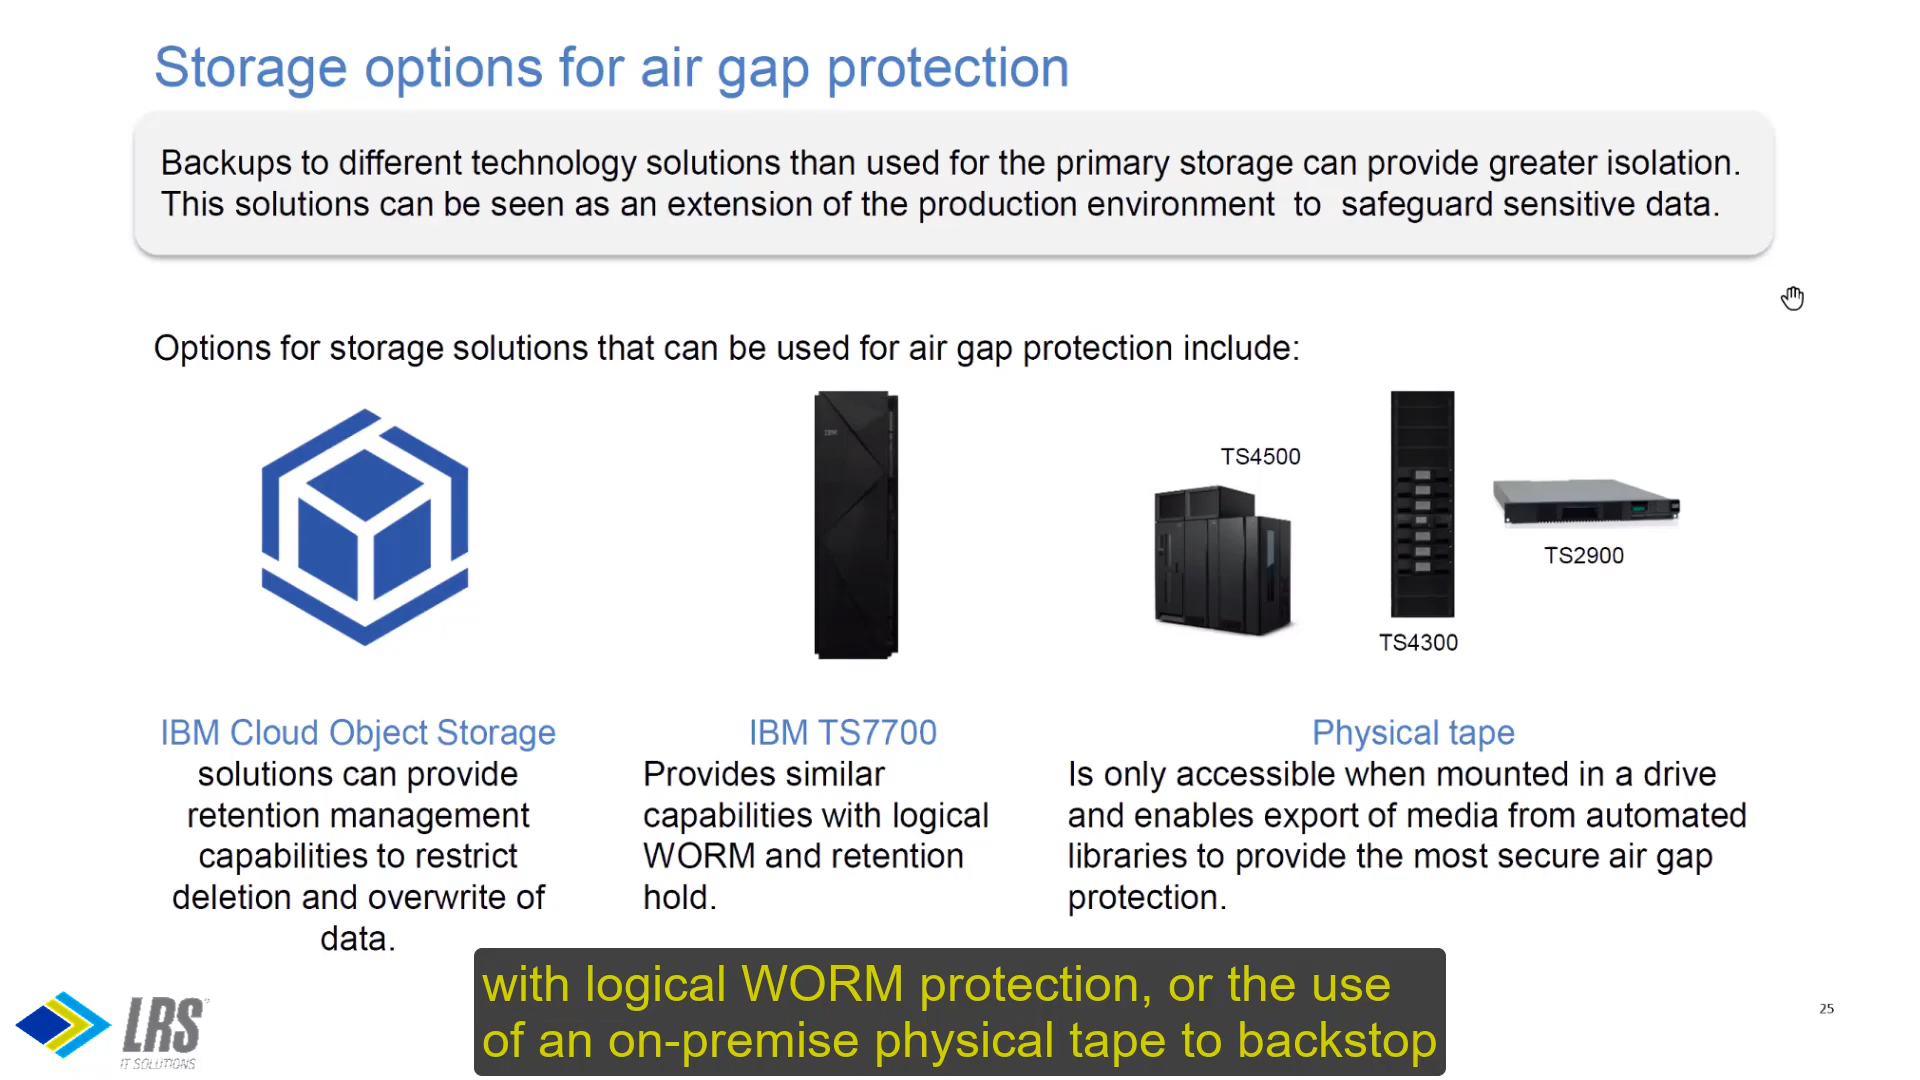 Storage options for air gap protection
Backups to different technology solutions than used for the primary storage can provide greater isolation.
This solutions can be seen as an extension of the production environment to safeguard sensitive data.
Options for storage solutions that can be used for air gap protection include:
IBM
TS4500
TS4300
TS2900
IBM Cloud Object Storage
solutions can provide
retention management
capabilities to restrict
deletion and overwrite of
data.
IBM TS7700
Provides similar
capabilities with logical
WORM and retention
hold.
Physical tape
Is only accessible when mounted in a drive
and enables export of media from automated
libraries to provide the most secure air gap
protection.
with logical WORM protection, or the use
of an on-premise physical tape to backstop
LRS
IT SOLUTIONS
25